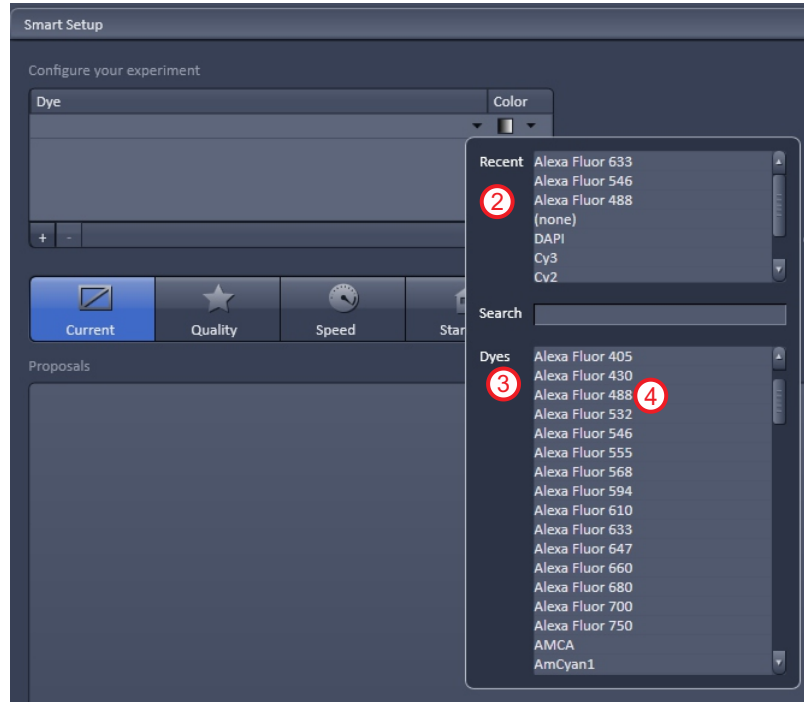 Smart Setup
Configure your experiment
Dye Color
Recent Alexa Fluor 633
Alexa Fluor 546
2 Alexa Fluor 488
(none)
DAPI
Cy3
Cy2
+ -
Search
Current Quality Speed Star
Proposals
Dyes Alexa Fluor 405
3 Alexa Fluor 430
Alexa Fluor 488 4
Alexa Fluor 532
Alexa Fluor 546
Alexa Fluor 555
Alexa Fluor 568
Alexa Fluor 594
Alexa Fluor 610
Alexa Fluor 633
Alexa Fluor 647
Alexa Fluor 660
Alexa Fluor 680
Alexa Fluor 700
Alexa Fluor 750
AMCA
AmCyan1